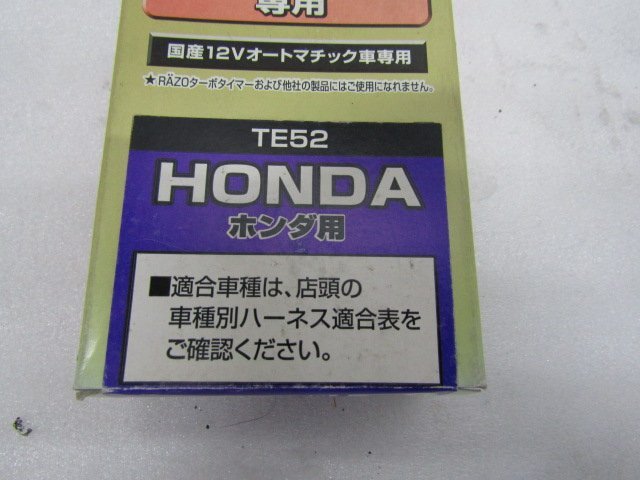 専用
国産12Vオートマチック車専用
★RÄZOターボタイマーおよび他社の製品にはご使用になれません。
TE52
HONDA
ホンダ用
■適合車種は、店頭の
車種別ハーネス適合表を
ご確認ください。